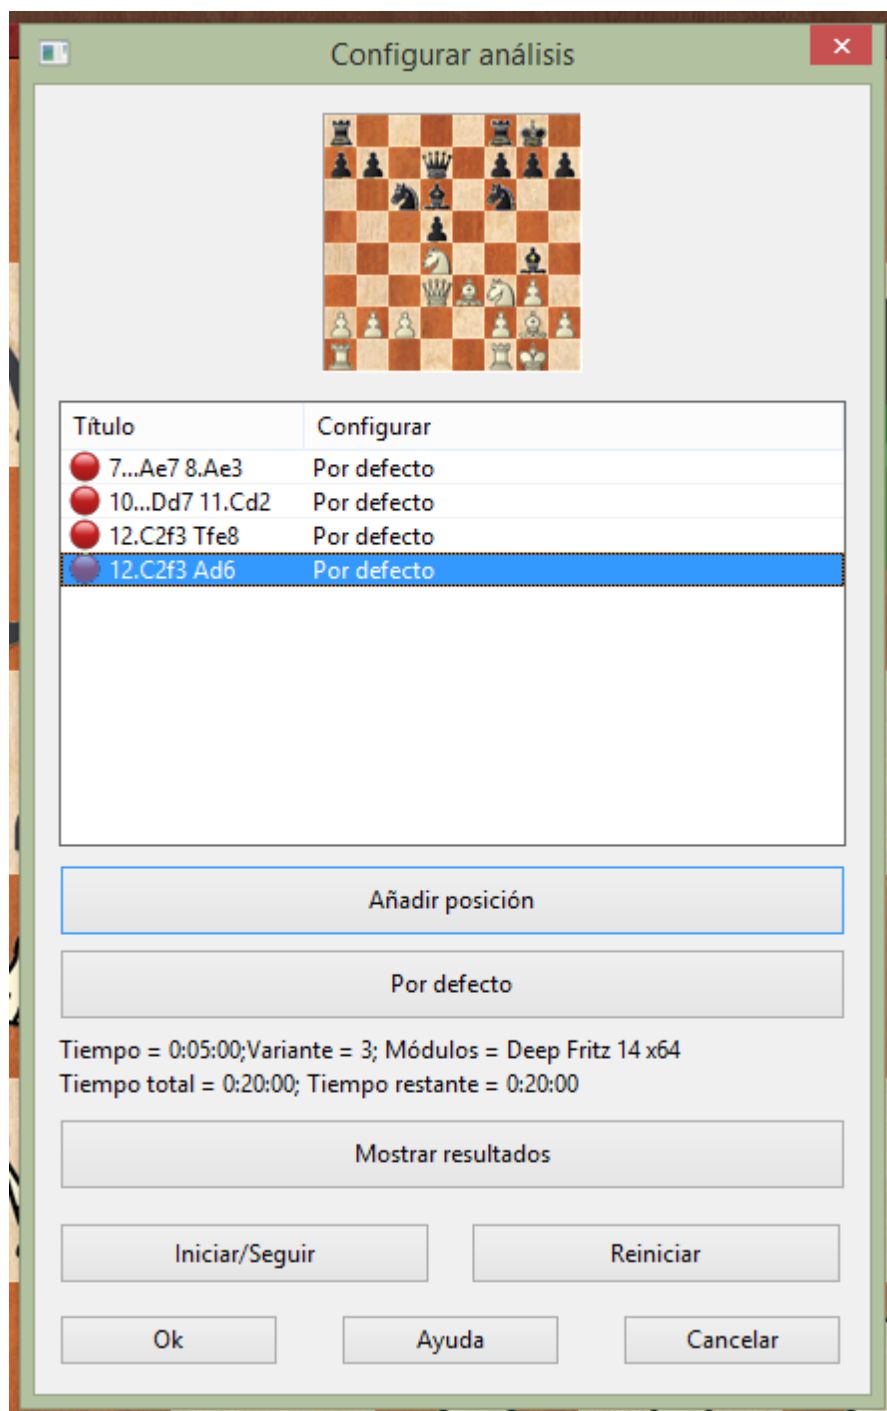 Configurar análisis
Título Configurar
7...Ae7 8.Ae3 Por defecto
10...Dd7 11.Cd2 Por defecto
12.C2f3 Tfe8 Por defecto
12.C2f3 Ad6 Por defecto
Añadir posición
Por defecto
Tiempo = 0:05:00;Variante = 3; Módulos = Deep Fritz 14 x64
Tiempo total = 0:20:00; Tiempo restante = 0:20:00
Mostrar resultados
Iniciar/Seguir Reiniciar
Ok Ayuda Cancelar